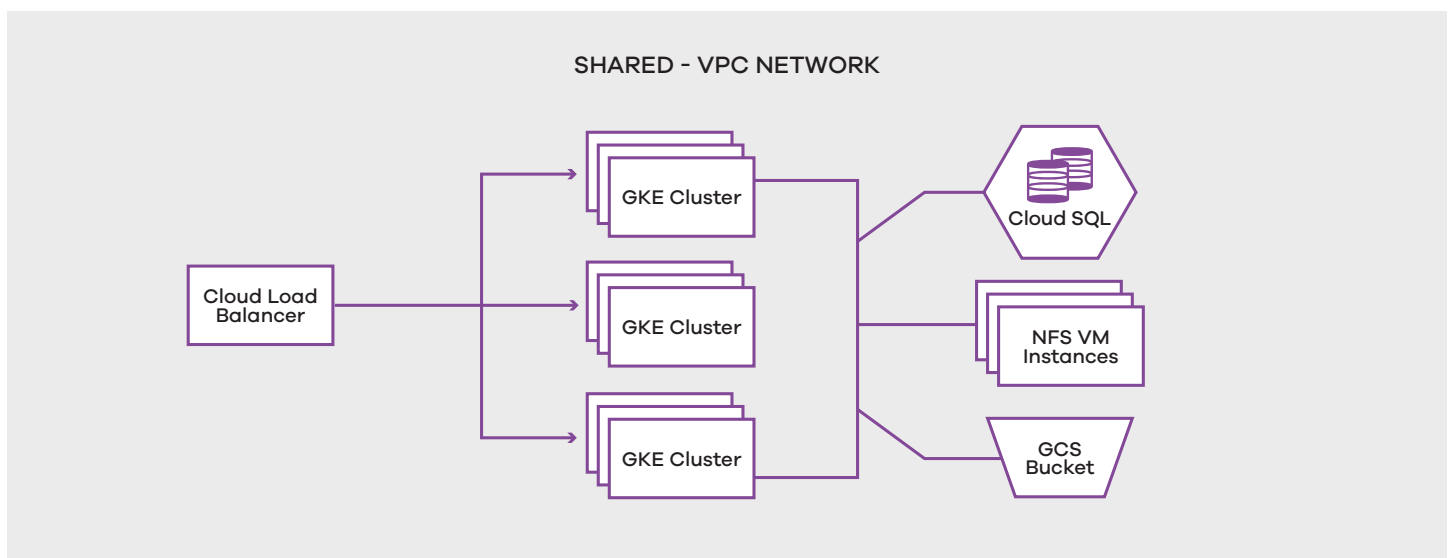 SHARED - VPC NETWORK
GKE Cluster
Cloud SQL
Cloud Load
Balancer
GKE Cluster
NFS VM
Instances
GKE Cluster
GCS
Bucket